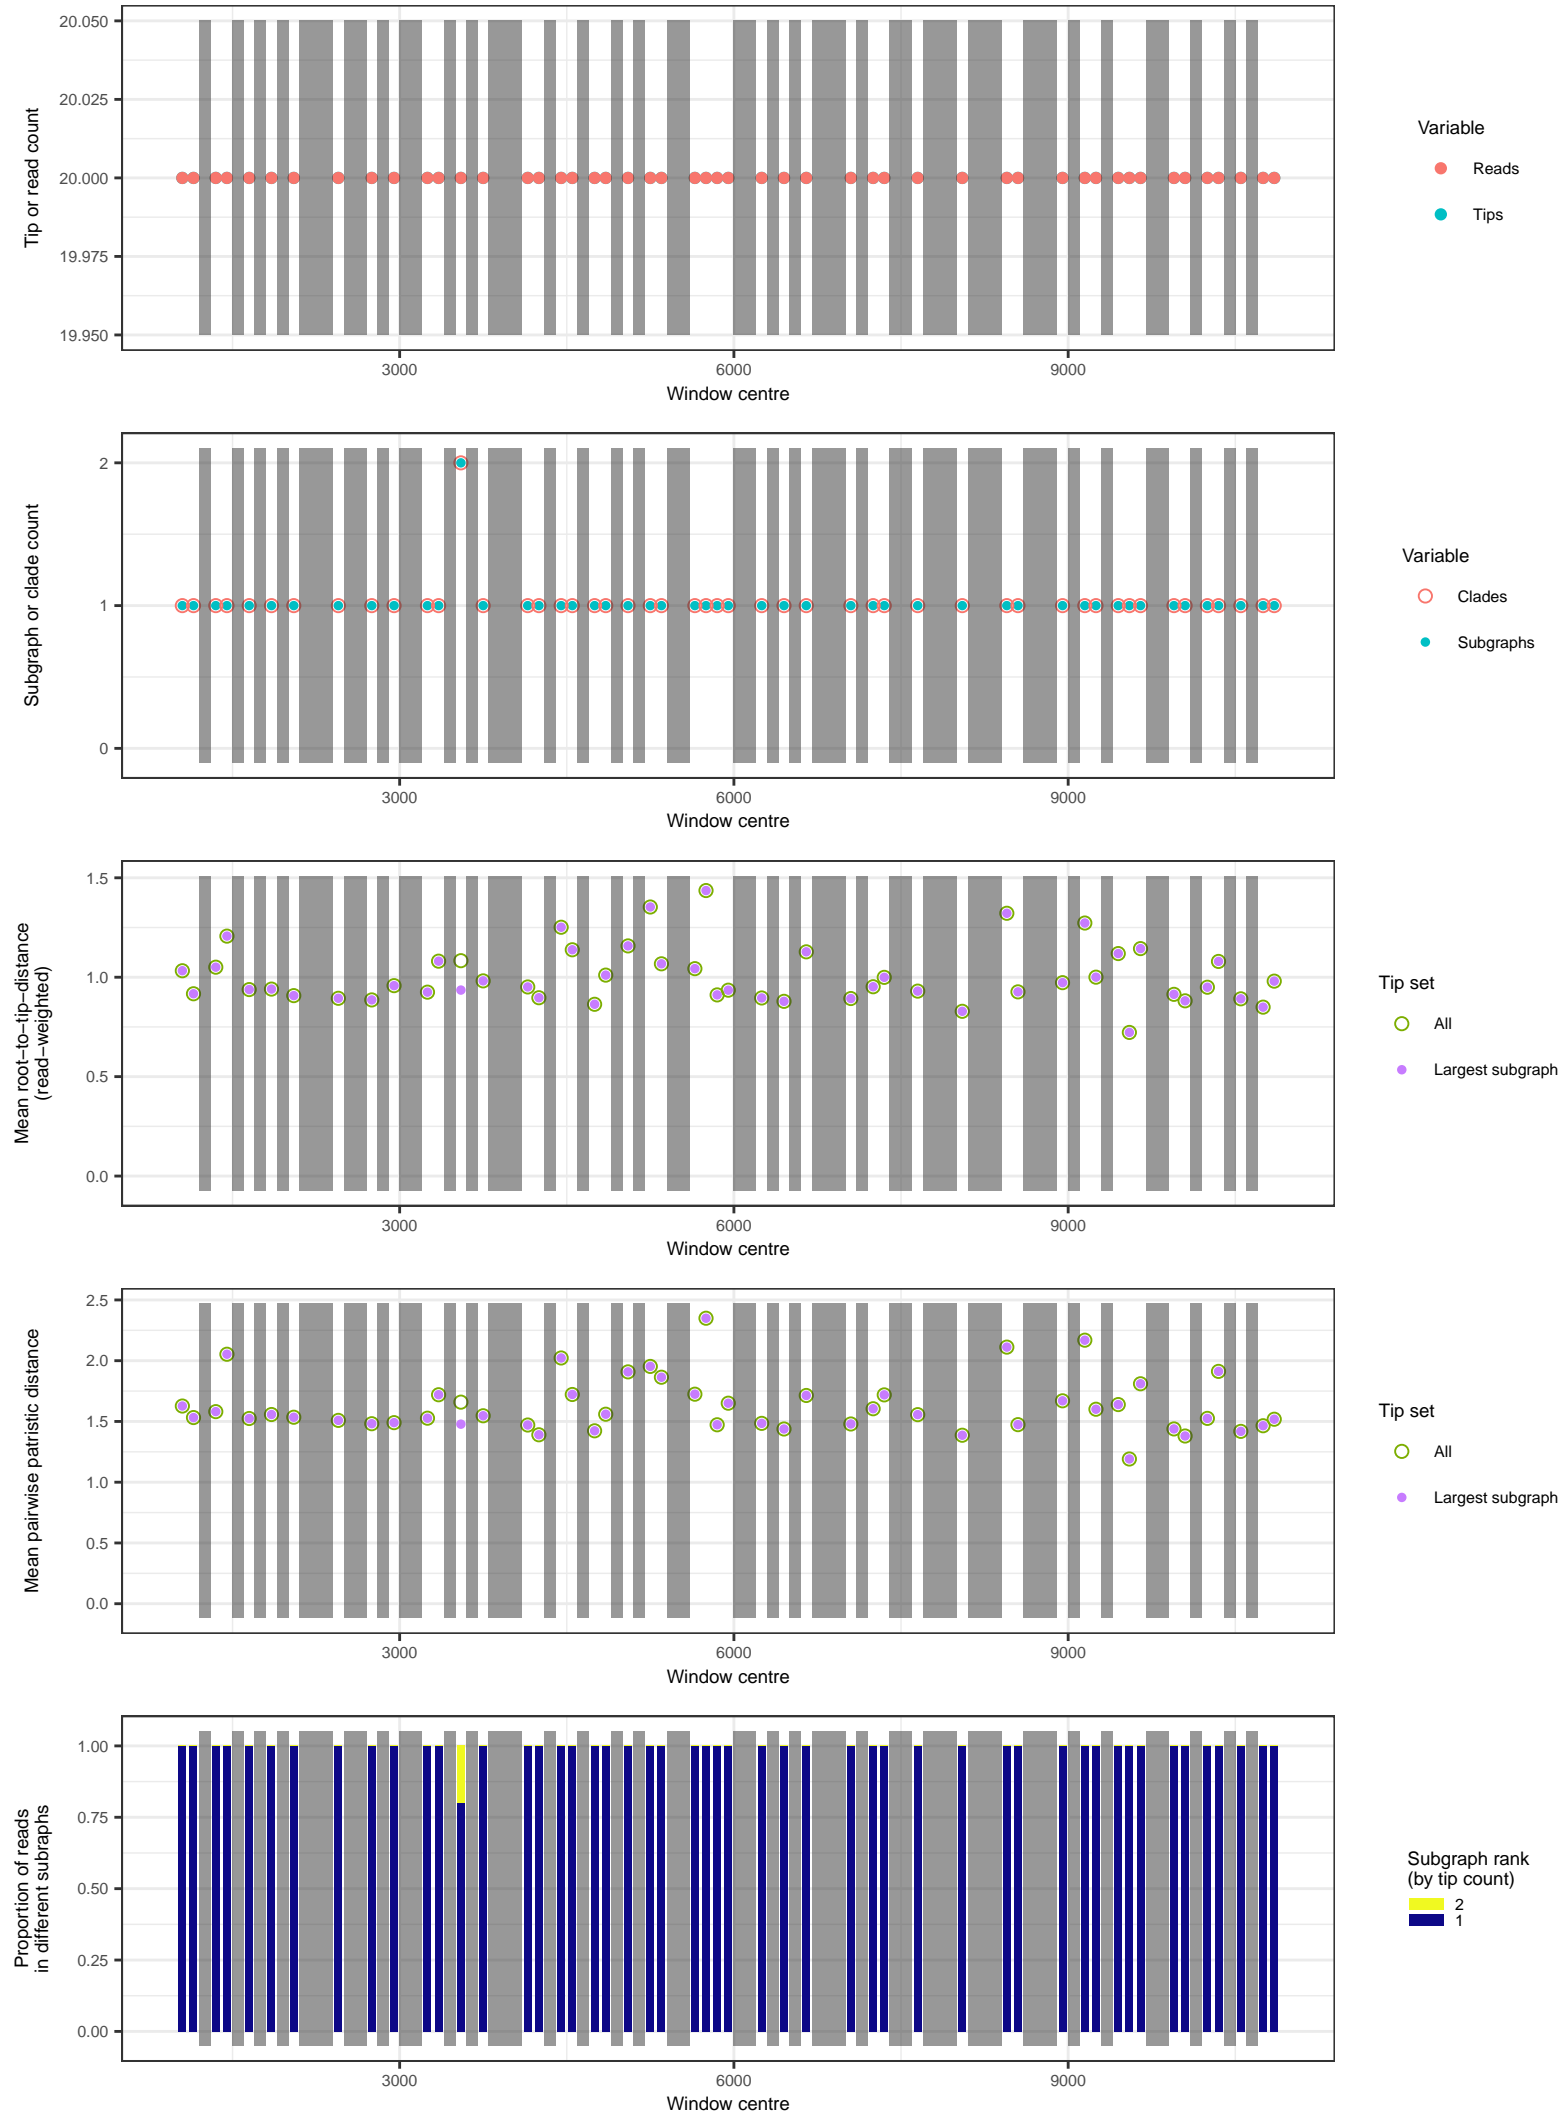 20.050
20.025
20.000
19.975
19.950
Tip or read count
3000
6000
9000
Window centre
Variable
Reads
Tips
2
1
0
Subgraph or clade count
3000
6000
9000
Window centre
Variable
Clades
Subgraphs
1.5
1.0
0.5
0.0
Mean root−to−tip−distance
(read−weighted)
3000
6000
9000
Window centre
Tip set
All
Largest subgraph
2.5
2.0
1.5
1.0
0.5
0.0
Mean pairwise patristic distance
3000
6000
9000
Window centre
Tip set
All
Largest subgraph
1.00
0.75
0.50
0.25
0.00
Proportion of reads
in different subraphs
3000
6000
9000
Window centre
Subgraph rank
(by tip count)
2
1